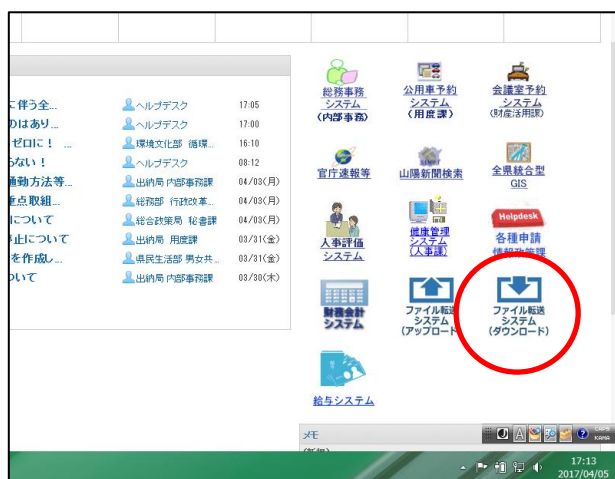 に伴う全... ヘルプデスク 17:05
のはあり... ヘルプデスク 17:00
ゼロに！ ... 環境文化部 循環... 16:10
らない！ ヘルプデスク 08:12
通勤方法等... 出納局 内部事務課 04/03(月)
重点取組... 総務部 行政改革... 04/03(月)
について 総合政策局 秘書課 04/03(月)
止について 出納局 用度課 03/31(金)
を作成し... 県民生活部 男女共... 03/31(金)
ついて 出納局 内部事務課 03/30(木)
総務事務
システム
(内部事務)
公用車予約
システム
(用度課)
会議室予約
システム
(財産活用課)
官庁速報等
山陽新聞検索
全県統合型
GIS
人事評価
システム
健康管理
システム
(人事課)
Helpdesk
各種申請
情報政策課
財務会計
システム
ファイル転送
システム
(アップロード)
ファイル転送
システム
(ダウンロード)
給与システム
メモ
A
CAPS
KANA
17:13
2017/04/05